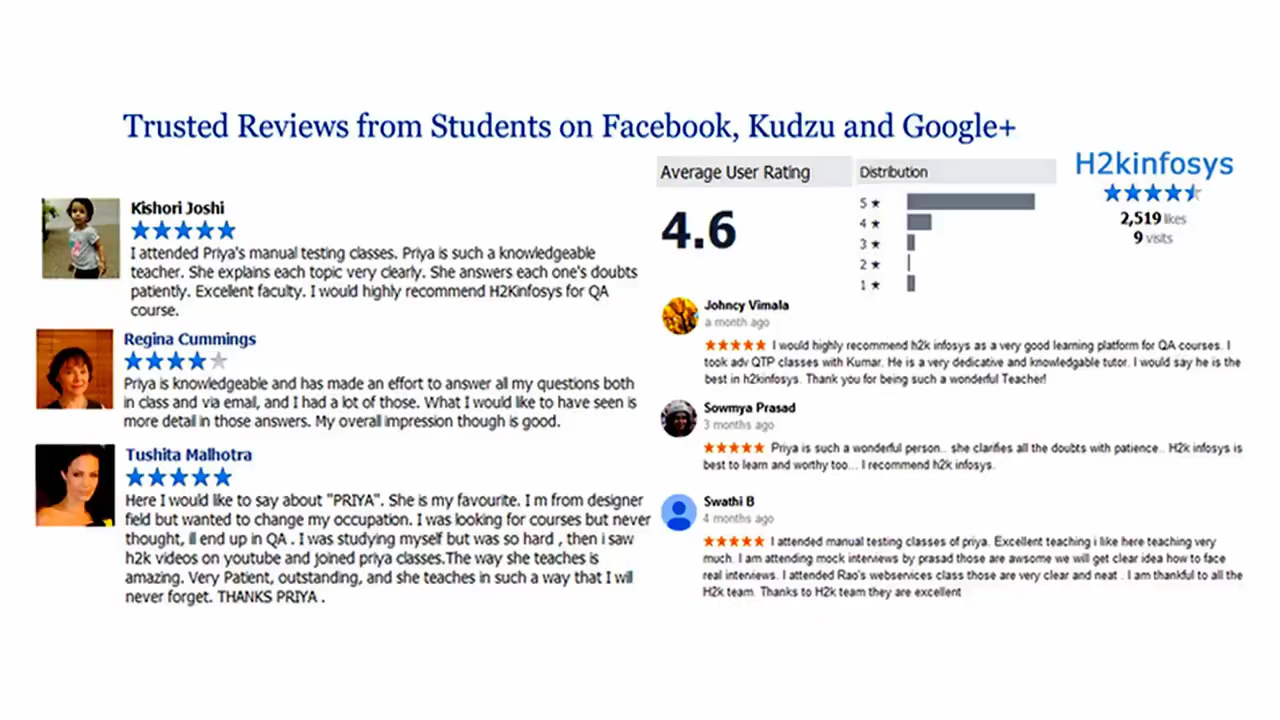 Trusted Reviews from Students on Facebook, Kudzu and Google+
Kishori Joshi
I attended Priya's manual testing classes. Priya is such a knowledgeable
teacher. She explains each topic very clearly. She answers each one's doubts
patiently. Excellent faculty. I would highly recommend H2Kinfosys for QA
course.
Regina Cummings
Priya is knowledgeable and has made an effort to answer all my questions both
in class and via email, and I had a lot of those. What I would like to have seen is
more detail in those answers. My overall impression though is good.
Tushita Malhotra
Here I would like to say about "PRIYA". She is my favourite. I m from designer
field but wanted to change my occupation. I was looking for courses but never
thought, ill end up in QA . I was studying myself but was so hard , then i saw
h2k videos on youtube and joined priya classes.The way she teaches is
amazing. Very Patient, outstanding, and she teaches in such a way that I will
never forget. THANKS PRIYA .
Average User Rating
4.6
Distribution
5 ★
4 ★
3 ★
2 ★
1 ★
H2kinfosys
2,519 likes
9 visits
Johncy Vimala
a month ago
I would highly recommend h2k infosys as a very good learning platform for QA courses. I
took adv QTP classes with Kumar. He is a very dedicative and knowledgable tutor. I would say he is the
best in h2kinfosys. Thank you for being such a wonderful Teacher!
Sowmya Prasad
3 months ago
Priya is such a wonderful person.. she clarifies all the doubts with patience.. H2k infosys is
best to learn and worthy too... I recommend h2k infosys.
Swathi B
4 months ago
I attended manual testing classes of priya. Excellent teaching i like here teaching very
much. I am attending mock interviews by prasad those are awsome we will get clear idea how to face
real interviews. I attended Rao's webservices class those are very clear and neat . I am thankful to all the
H2k team. Thanks to H2k team they are excellent